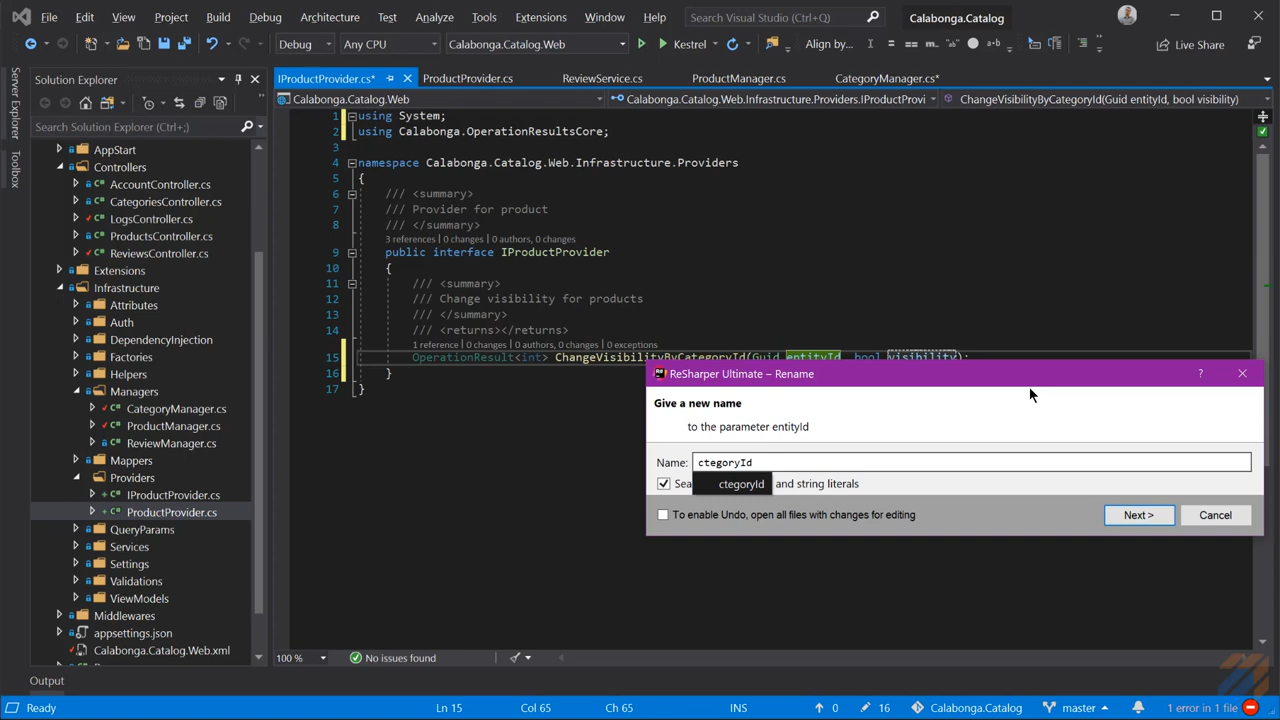 File Edit View Project Build Debug Architecture Test Analyze Tools Extensions Window Help Search Visual Studio (Ctrl+Q) Calabonga.Catalog
Debug Any CPU Calabonga.Catalog.Web Kestrel Align by... Live Share
Server Explorer
Toolbox
Solution Explorer
Search Solution Explorer (Ctrl+;)
AppStart
Controllers
AccountController.cs
CategoriesController.cs
LogsController.cs
ProductsController.cs
ReviewsController.cs
Extensions
Infrastructure
Attributes
Auth
DependencyInjection
Factories
Helpers
Managers
CategoryManager.cs
ProductManager.cs
ReviewManager.cs
Mappers
Providers
IProductProvider.cs
ProductProvider.cs
QueryParams
Services
Settings
Validations
ViewModels
Middlewares
appsettings.json
Calabonga.Catalog.Web.xml
IProductProvider.cs* ProductProvider.cs ReviewService.cs ProductManager.cs CategoryManager.cs*
Calabonga.Catalog.Web Calabonga.Catalog.Web.Infrastructure.Providers.IProductProvi ChangeVisibilityByCategoryId(Guid entityId, bool visibility)
1 using System;
2 using Calabonga.OperationResultsCore;
3
4 namespace Calabonga.Catalog.Web.Infrastructure.Providers
5 {
6 /// <summary>
7 /// Provider for product
8 /// </summary>
3 references | 0 changes | 0 authors, 0 changes
9 public interface IProductProvider
10 {
11 /// <summary>
12 /// Change visibility for products
13 /// </summary>
14 /// <returns></returns>
1 reference | 0 changes | 0 authors, 0 changes | 0 exceptions
15 OperationResult<int> ChangeVisibilityByCategoryId(Guid entityId, bool visibility);
16 }
17 }
ReSharper Ultimate – Rename
?
Give a new name
to the parameter entityId
Name: ctegoryId
Sea ctegoryId and string literals
To enable Undo, open all files with changes for editing
Next > Cancel
100 % No issues found
Output
Ready Ln 15 Col 65 Ch 65 INS 0 16 Calabonga.Catalog master 1 error in 1 file